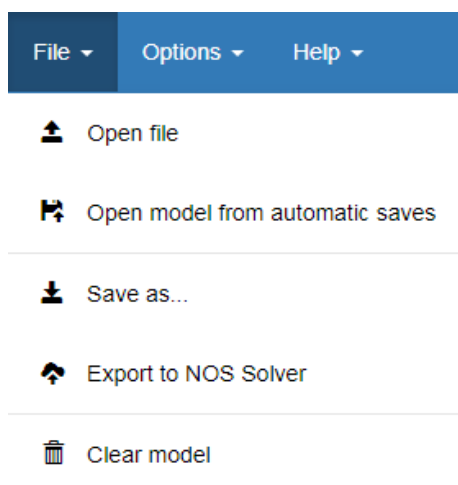 File Options Help
Open file
Open model from automatic saves
Save as...
Export to NOS Solver
Clear model